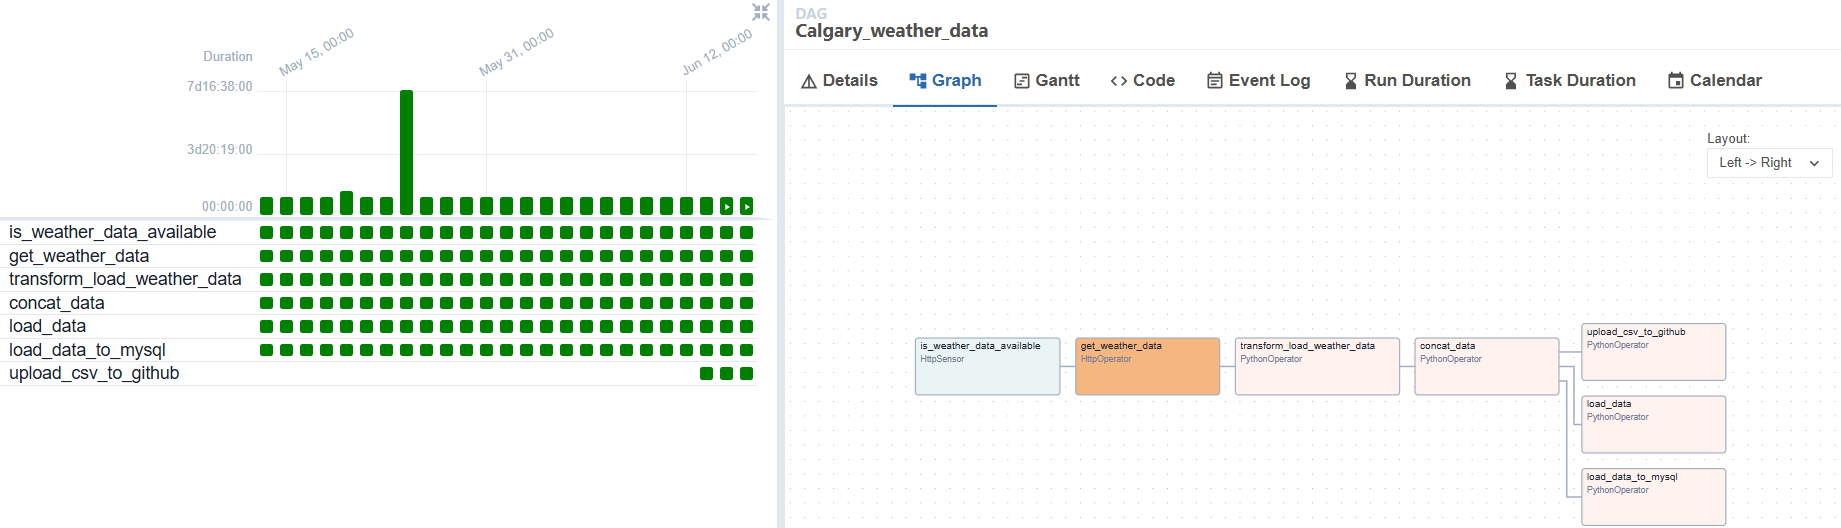 May 15, 00:00
May 31, 00:00
Jun 12, 00:00
Duration
7d16:38:00
3d20:19:00
00:00:00
is_weather_data_available
get_weather_data
transform_load_weather_data
concat_data
load_data
load_data_to_mysql
upload_csv_to_github
DAG
Calgary_weather_data
Details
Graph
Gantt
Code
Event Log
Run Duration
Task Duration
Calendar
Layout:
Left -> Right
is_weather_data_available
HttpSensor
get_weather_data
HttpOperator
transform_load_weather_data
PythonOperator
concat_data
PythonOperator
upload_csv_to_github
PythonOperator
load_data
PythonOperator
load_data_to_mysql
PythonOperator